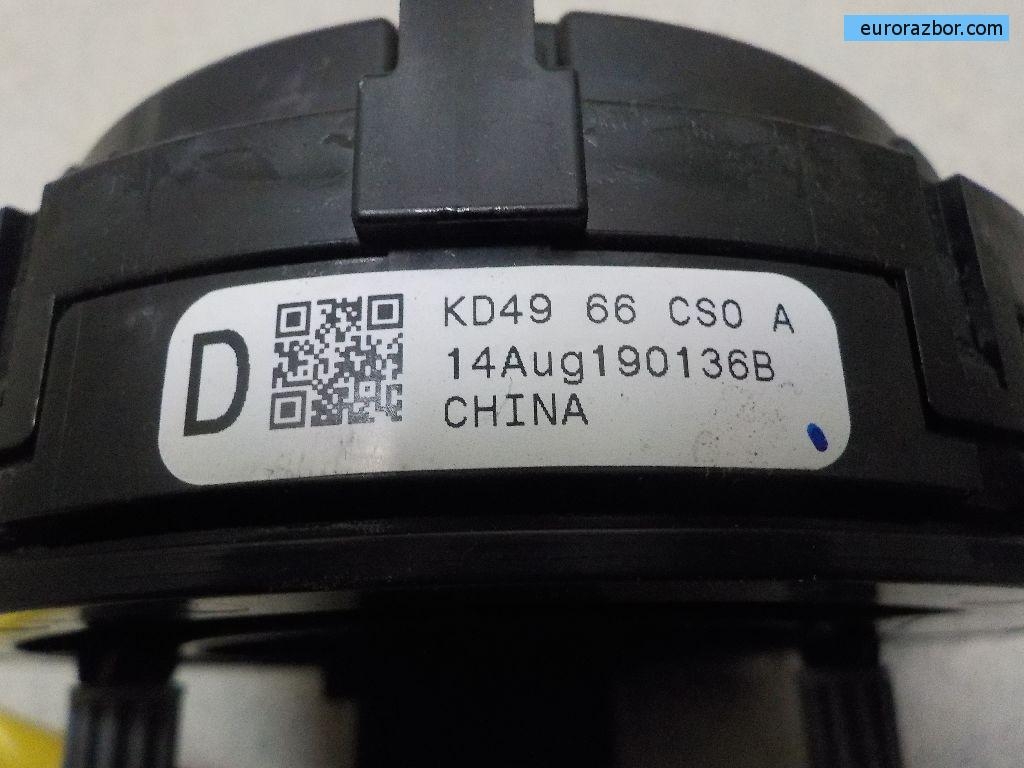 eurorazbor.com
D
KD49 66 CS0 A
14Aug190136B
CHINA